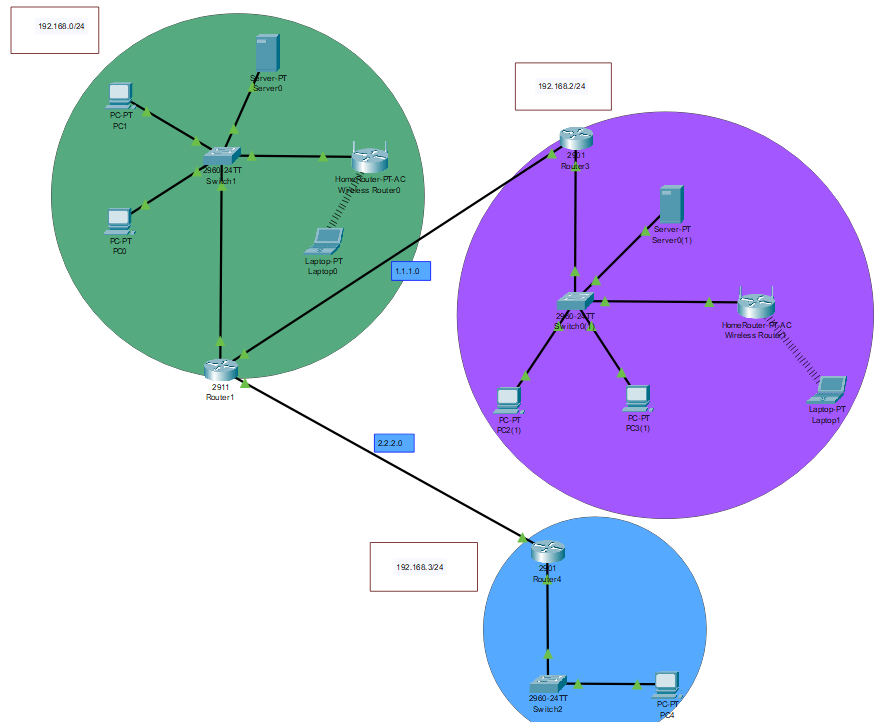 192.168.0/24
Server-PT
Server0
PC-PT
PC1
2960-24TT
Switch1
HomeRouter-PT-AC
Wireless Router0
PC-PT
PC0
Laptop-PT
Laptop0
1.1.1.0
2911
Router1
192.168.2/24
2901
Router3
Server-PT
Server0(1)
2960-24TT
Switch0(1)
HomeRouter-PT-AC
Wireless
PC-PT
PC2(1)
PC-PT
PC3(1)
Laptop-PT
Laptop1
2.2.2.0
192.168.3/24
2901
Router4
2960-24TT
Switch2
PC-PT
PC4